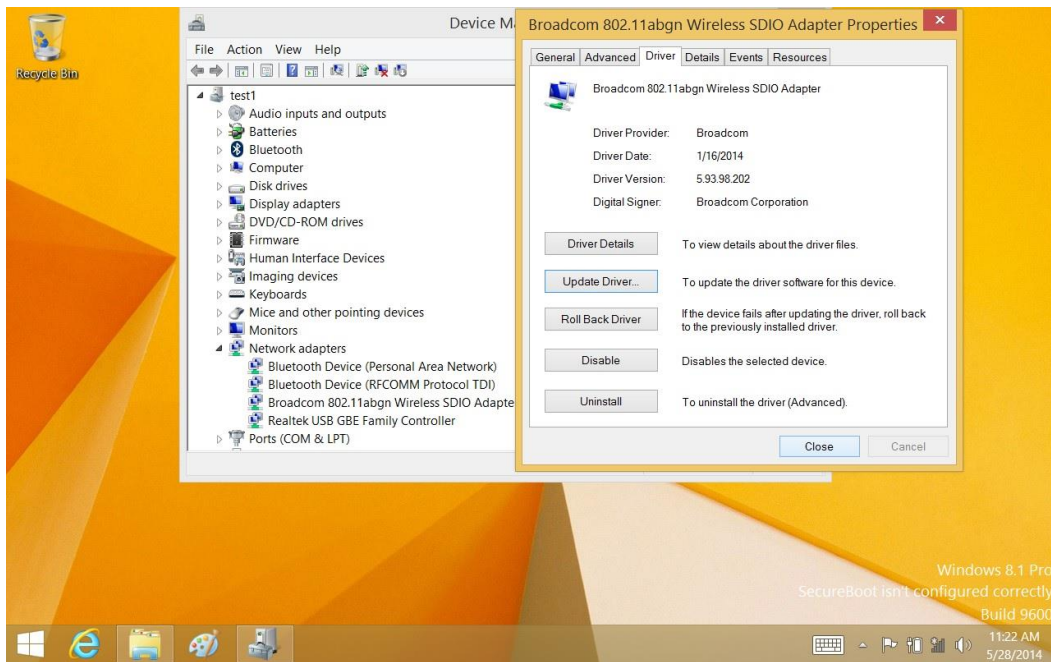 Recycle Bin
Device Ma
File Action View Help
test1
Audio inputs and outputs
Batteries
Bluetooth
Computer
Disk drives
Display adapters
DVD/CD-ROM drives
Firmware
Human Interface Devices
Imaging devices
Keyboards
Mice and other pointing devices
Monitors
Network adapters
Bluetooth Device (Personal Area Network)
Bluetooth Device (RFCOMM Protocol TDI)
Broadcom 802.11abgn Wireless SDIO Adapte
Realtek USB GBE Family Controller
Ports (COM & LPT)
Broadcom 802.11abgn Wireless SDIO Adapter Properties
General Advanced Driver Details Events Resources
Broadcom 802.11abgn Wireless SDIO Adapter
Driver Provider: Broadcom
Driver Date: 1/16/2014
Driver Version: 5.93.98.202
Digital Signer: Broadcom Corporation
Driver Details To view details about the driver files.
Update Driver... To update the driver software for this device.
Roll Back Driver If the device fails after updating the driver, roll back
to the previously installed driver.
Disable Disables the selected device.
Uninstall To uninstall the driver (Advanced).
Close Cancel
Windows 8.1 Pro
SecureBoot isn't configured correctly
Build 9600
11:22 AM
5/28/2014